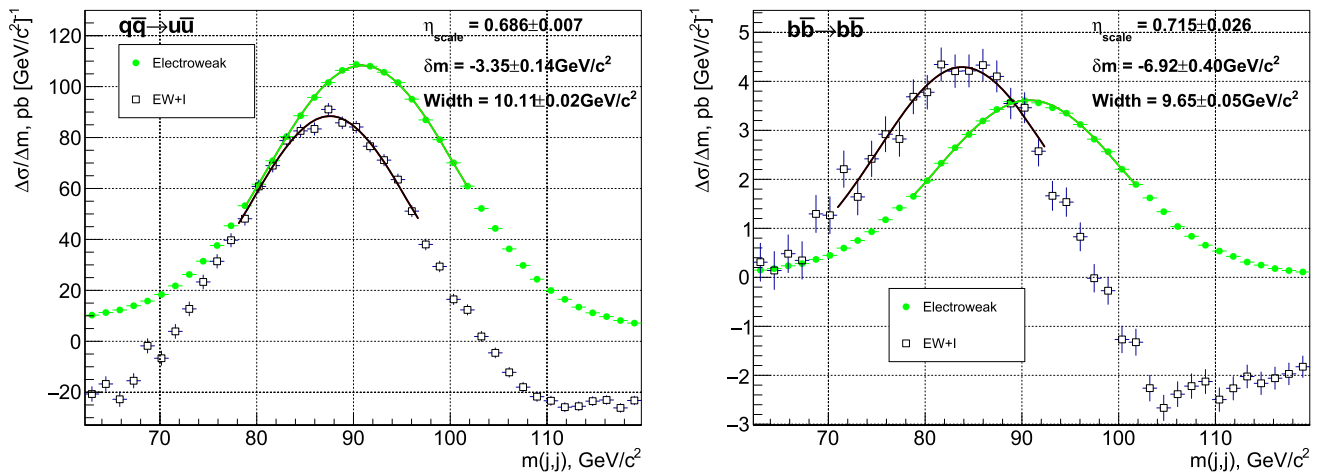 qq̅→uu̅
η_scale = 0.686±0.007
δm = -3.35±0.14GeV/c²
Width = 10.11±0.02GeV/c²
Electroweak
EW+I
Δσ/Δm, pb [GeV/c²]⁻¹
120
100
80
60
40
20
0
−20
70 80 90 100 110
m(j,j), GeV/c²
bb̅→bb̅
η_scale = 0.715±0.026
δm = -6.92±0.40GeV/c²
Width = 9.65±0.05GeV/c²
Δσ/Δm, pb [GeV/c²]⁻¹
5
4
3
2
1
0
−1
−2
−3
Electroweak
EW+I
70 80 90 100 110
m(j,j), GeV/c²